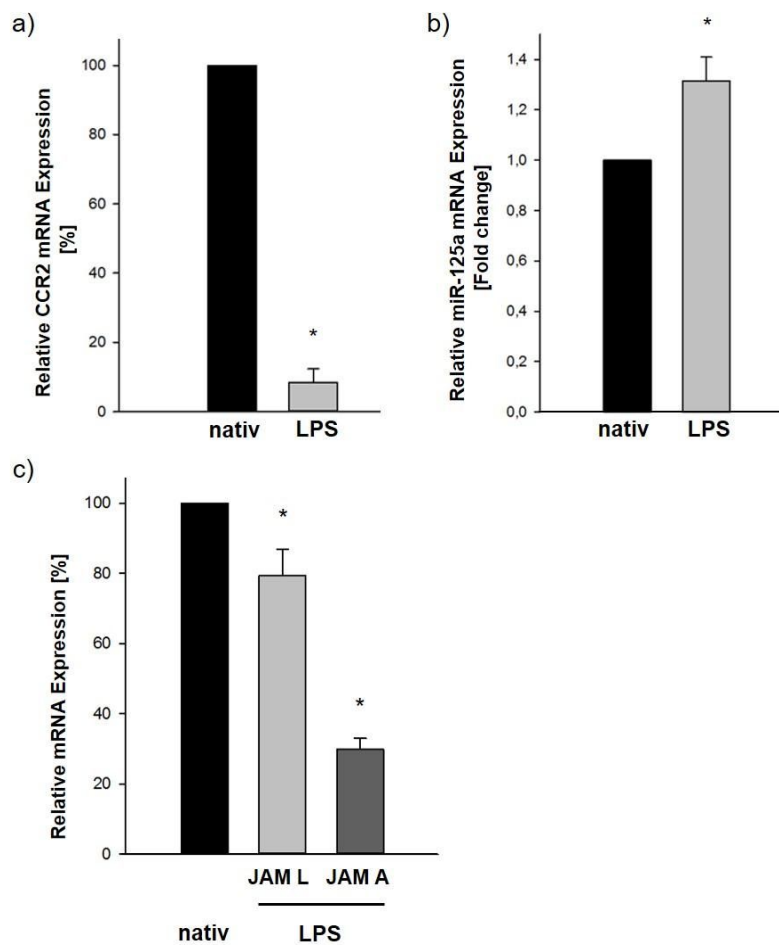 a)
Relative CCR2 mRNA Expression
[%]
100
80
60
40
20
0
*
nativ LPS
b)
Relative miR-125a mRNA Expression
[Fold change]
1,4
1,2
1,0
0,8
0,6
0,4
0,2
0,0
*
nativ LPS
c)
Relative mRNA Expression [%]
100
80
60
40
20
0
*
*
JAM L JAM A
nativ LPS